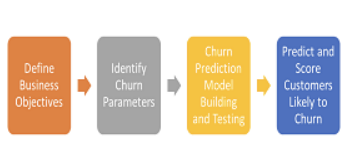 Define
Business
Objectives
Identify
Churn
Parameters
Churn
Prediction
Model
Building
and Testing
Predict and
Score
Customers
Likely to
Churn